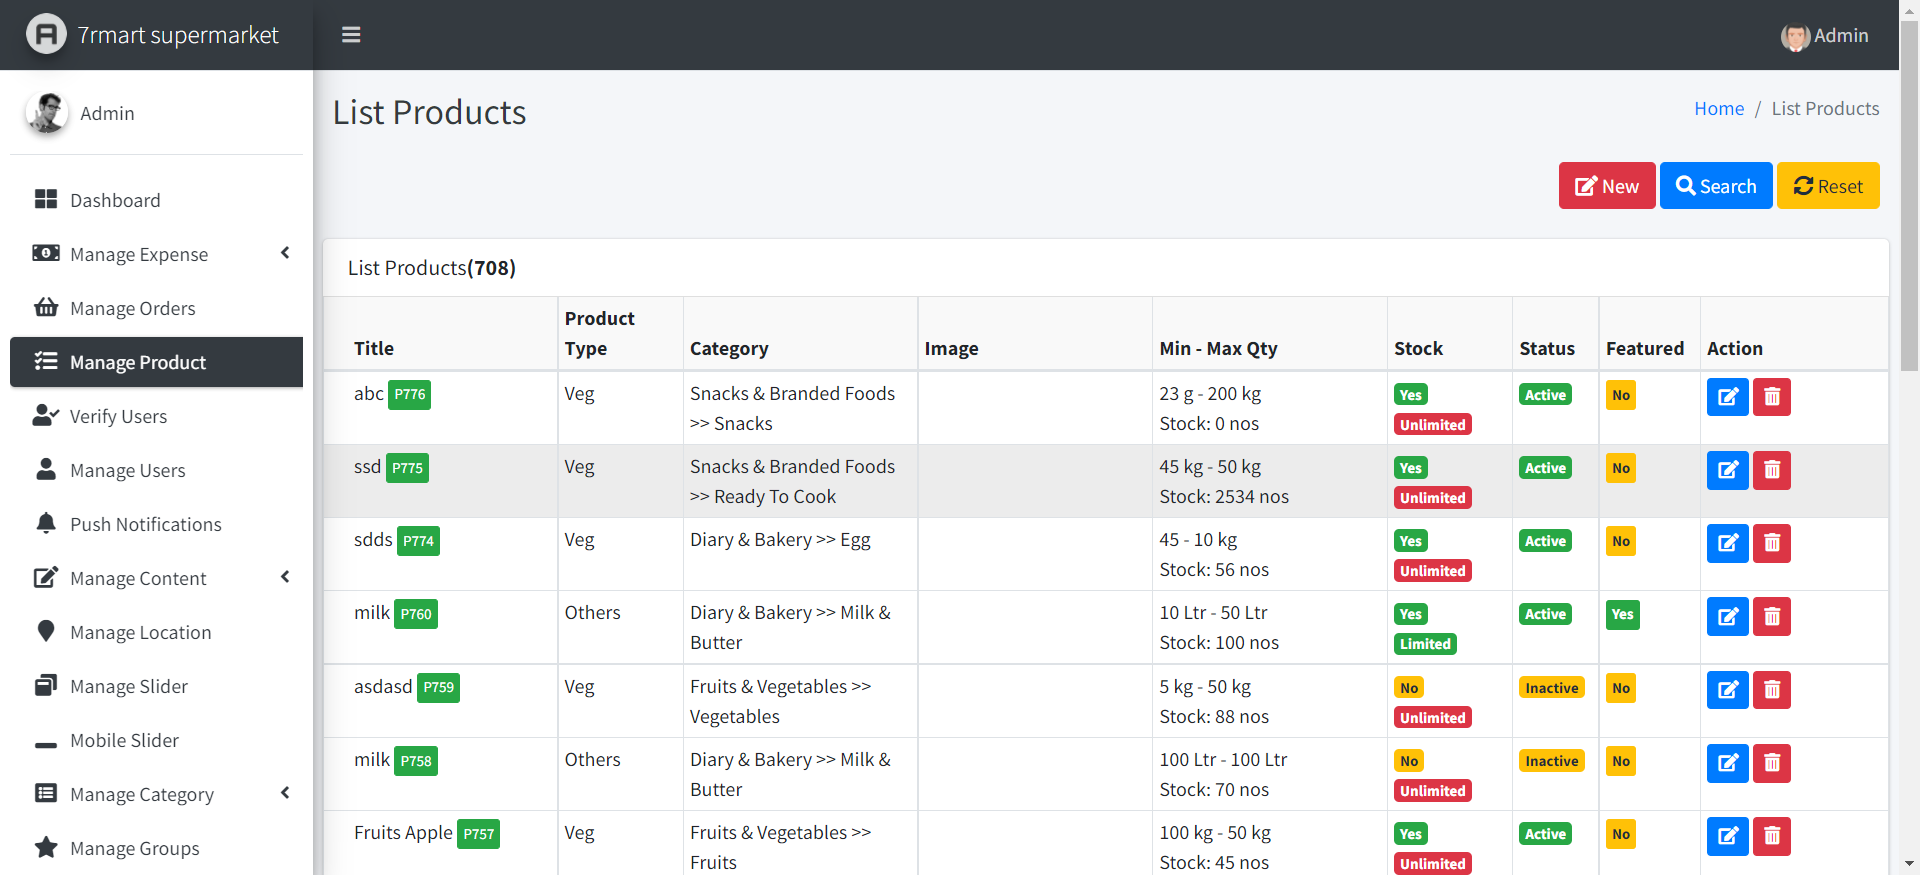 7rmart supermarket
Admin
Admin
Dashboard
Manage Expense
Manage Orders
Manage Product
Verify Users
Manage Users
Push Notifications
Manage Content
Manage Location
Manage Slider
Mobile Slider
Manage Category
Manage Groups
List Products
Home / List Products
New Search Reset
List Products(708)
Title Product Type Category Image Min - Max Qty Stock Status Featured Action
abc P776 Veg Snacks & Branded Foods 23 g - 200 kg Yes Active No
>> Snacks Stock: 0 nos Unlimited
ssd P775 Veg Snacks & Branded Foods 45 kg - 50 kg Yes Active No
>> Ready To Cook Stock: 2534 nos Unlimited
sdds P774 Veg Diary & Bakery >> Egg 45 - 10 kg Yes Active No
Stock: 56 nos Unlimited
milk P760 Others Diary & Bakery >> Milk & 10 Ltr - 50 Ltr Yes Active Yes
Butter Stock: 100 nos Limited
asdasd P759 Veg Fruits & Vegetables >> 5 kg - 50 kg No Inactive No
Vegetables Stock: 88 nos Unlimited
milk P758 Others Diary & Bakery >> Milk & 100 Ltr - 100 Ltr No Inactive No
Butter Stock: 70 nos Unlimited
Fruits Apple P757 Veg Fruits & Vegetables >> 100 kg - 50 kg Yes Active No
Fruits Stock: 45 nos Unlimited